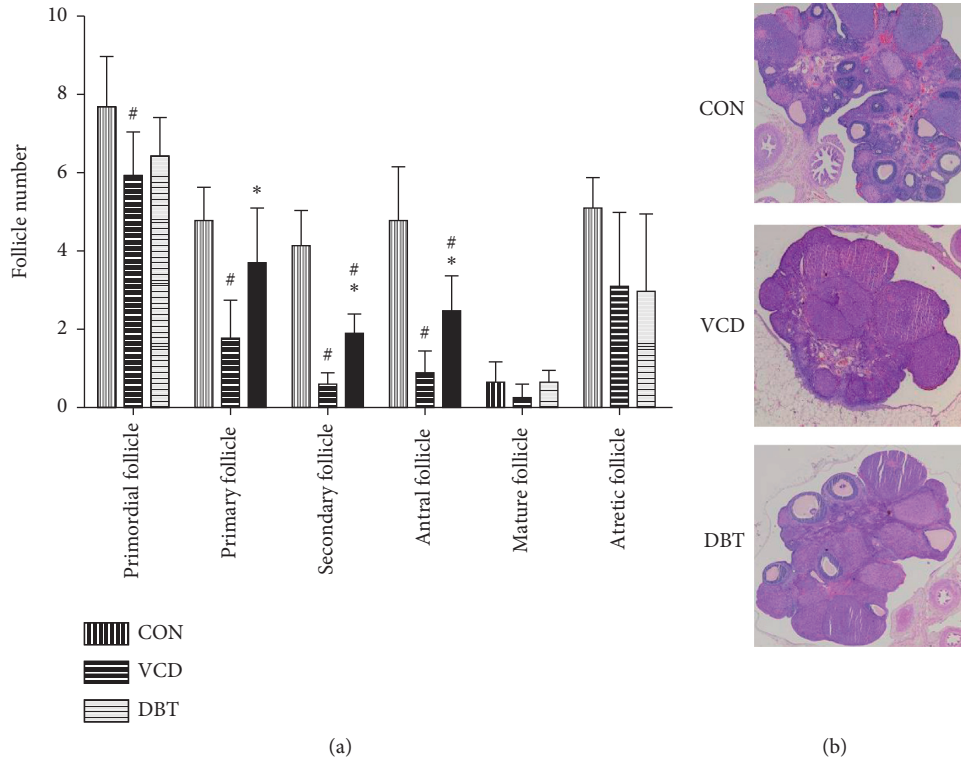 10
8
6
4
2
0
Follicle number
#
#
*
#
#
*
#
#
*
Primordial follicle
Primary follicle
Secondary follicle
Antral follicle
Mature follicle
Atretic follicle
CON
VCD
DBT
(a)
CON
VCD
DBT
(b)